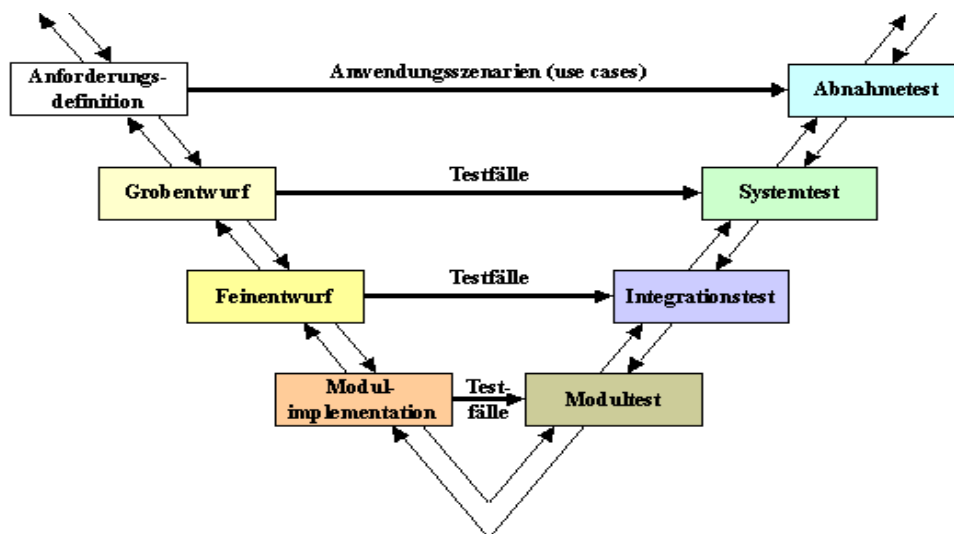 Anforderungs-
definition
Anwendungsszenarien (use cases)
Abnahmetest
Grobentwurf
Testfälle
Systemtest
Feinentwurf
Testfälle
Integrationstest
Modul-
implementation
Test-
fälle
Modultest